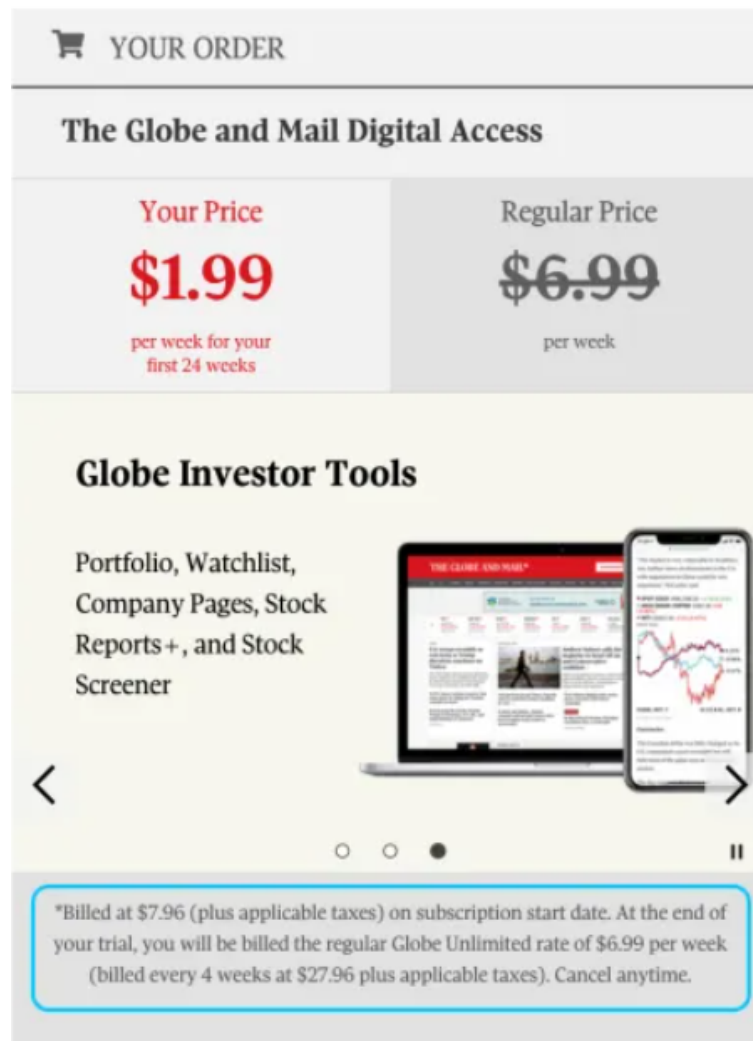 YOUR ORDER
The Globe and Mail Digital Access
Your Price
$1.99
per week for your
first 24 weeks
Regular Price
$6.99
per week
Globe Investor Tools
Portfolio, Watchlist,
Company Pages, Stock
Reports+, and Stock
Screener
THE GLOBE AND MAIL*
*Billed at $7.96 (plus applicable taxes) on subscription start date. At the end of
your trial, you will be billed the regular Globe Unlimited rate of $6.99 per week
(billed every 4 weeks at $27.96 plus applicable taxes). Cancel anytime.